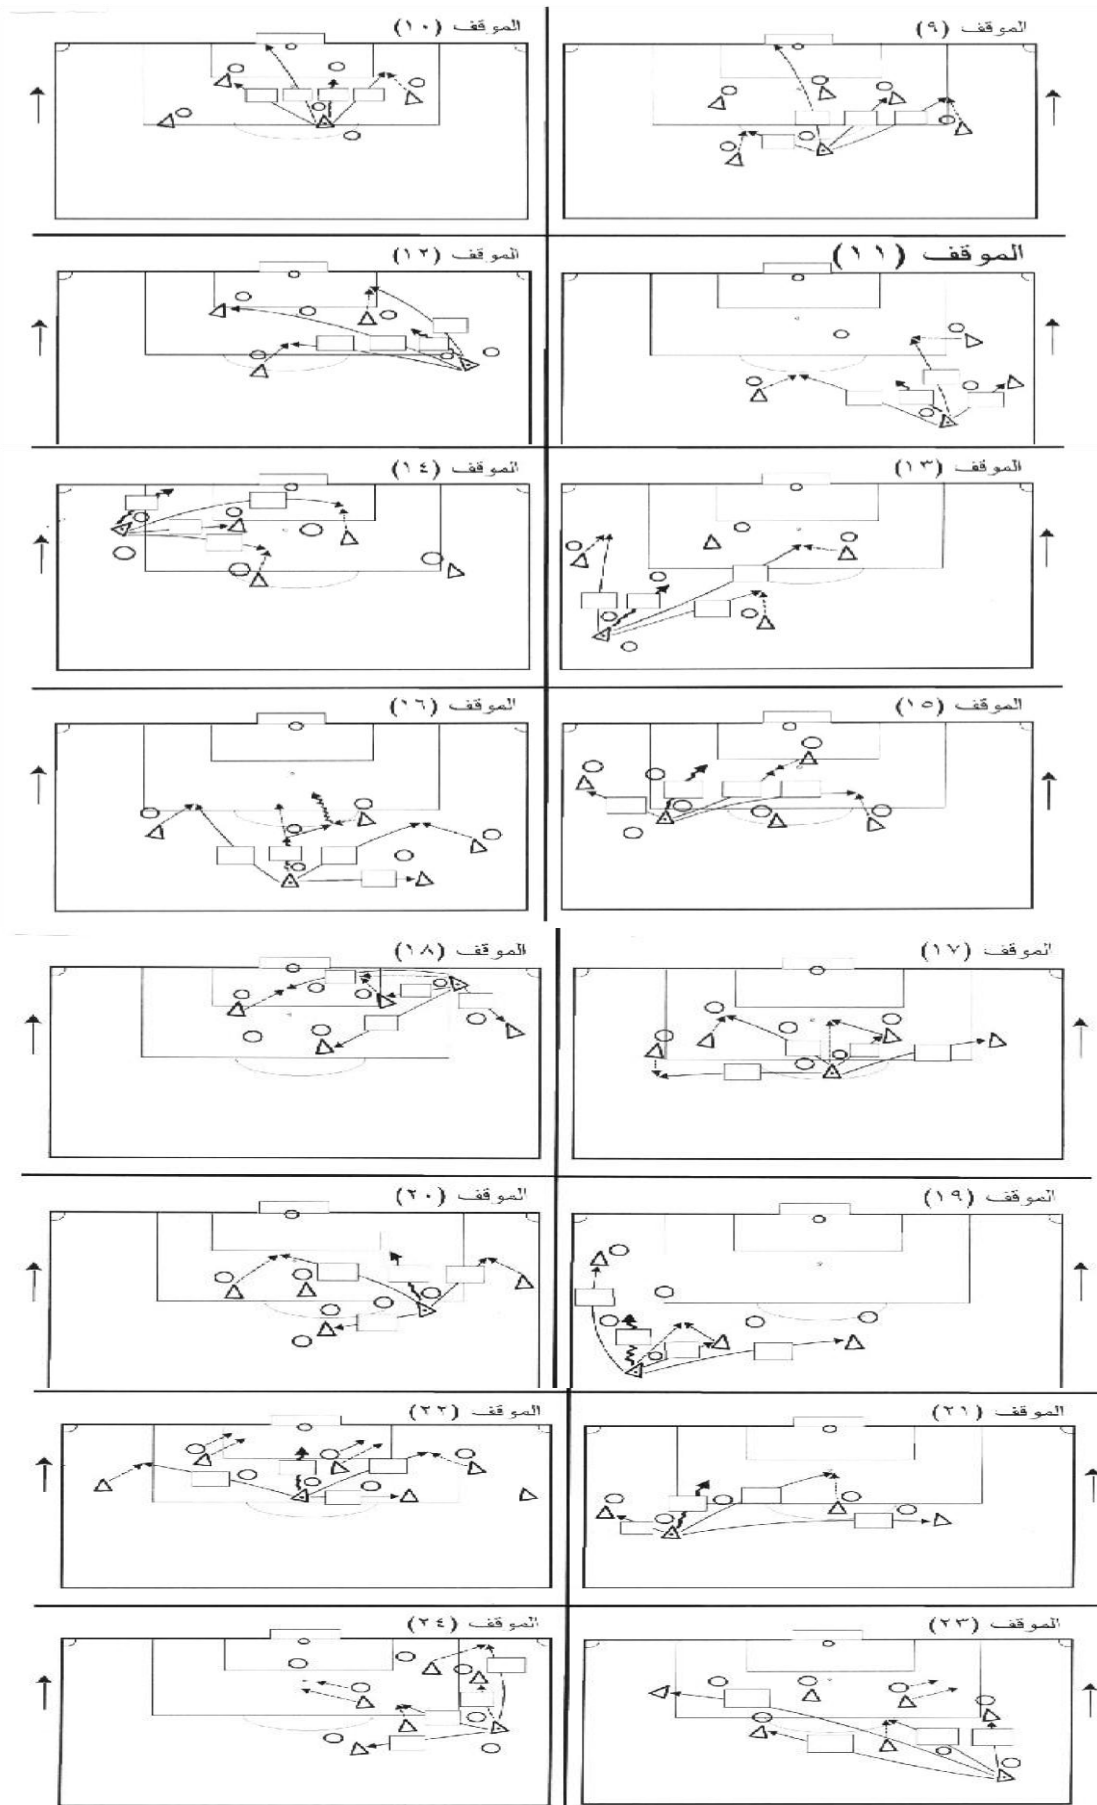 الموقف (٩)
الموقف (١٠)
الموقف (١١)
الموقف (١٢)
الموقف (١٣)
الموقف (١٤)
الموقف (١٥)
الموقف (١٦)
الموقف (١٧)
الموقف (١٨)
الموقف (١٩)
الموقف (٢٠)
الموقف (٢١)
الموقف (٢٢)
الموقف (٢٣)
الموقف (٢٤)